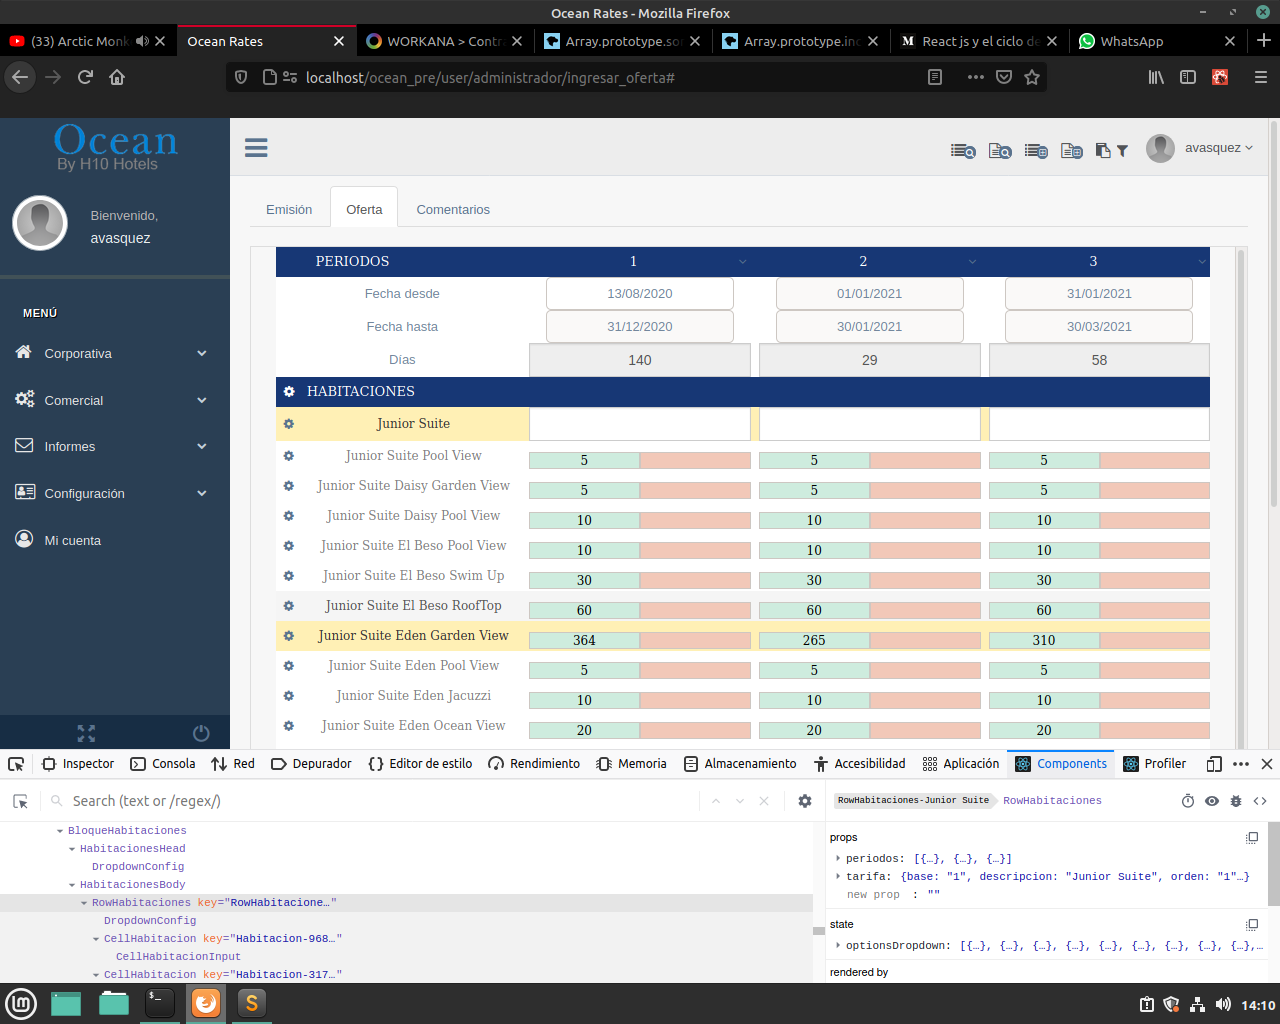 Ocean Rates - Mozilla Firefox
(33) Arctic Monk
Ocean Rates
WORKANA > Contr
Array.prototype.sor
Array.prototype.inc
M React js y el ciclo de
WhatsApp
localhost/ocean_pre/user/administrador/ingresar_oferta#
Ocean
By H10 Hotels
avasquez
Bienvenido,
avasquez
MENÚ
Corporativa
Comercial
Informes
Configuración
Mi cuenta
Emisión Oferta Comentarios
PERIODOS 1 2 3
Fecha desde 13/08/2020 01/01/2021 31/01/2021
Fecha hasta 31/12/2020 30/01/2021 30/03/2021
Días 140 29 58
HABITACIONES
Junior Suite
Junior Suite Pool View 5 5 5
Junior Suite Daisy Garden View 5 5 5
Junior Suite Daisy Pool View 10 10 10
Junior Suite El Beso Pool View 10 10 10
Junior Suite El Beso Swim Up 30 30 30
Junior Suite El Beso RoofTop 60 60 60
Junior Suite Eden Garden View 364 265 310
Junior Suite Eden Pool View 5 5 5
Junior Suite Eden Jacuzzi 10 10 10
Junior Suite Eden Ocean View 20 20 20
Inspector Consola Red Depurador Editor de estilo Rendimiento Memoria Almacenamiento Accesibilidad Aplicación Components Profiler
Search (text or /regex/)
RowHabitaciones-Junior Suite RowHabitaciones
BloqueHabitaciones
HabitacionesHead
DropdownConfig
HabitacionesBody
RowHabitaciones key="RowHabitacione…"
DropdownConfig
CellHabitacion key="Habitacion-968…"
CellHabitacionInput
CellHabitacion key="Habitacion-317…"
props
periodos: [{…}, {…}, {…}]
tarifa: {base: "1", descripcion: "Junior Suite", orden: "1"…}
new prop : ""
state
optionsDropdown: [{…}, {…}, {…}, {…}, {…}, {…}, {…}, {…}, {…},…
rendered by
14:10